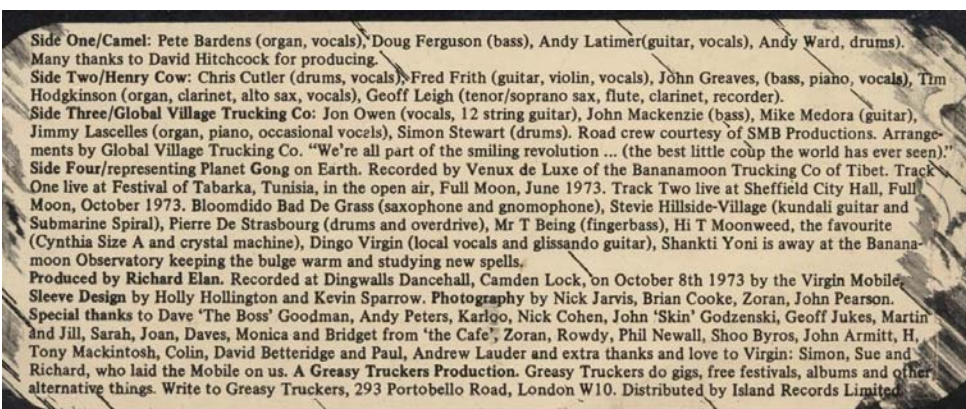 Side One/Camel: Pete Bardens (organ, vocals), Doug Ferguson (bass), Andy Latimer(guitar, vocals), Andy Ward, drums).
Many thanks to David Hitchcock for producing.
Side Two/Henry Cow: Chris Cutler (drums, vocals), Fred Frith (guitar, violin, vocals), John Greaves, (bass, piano, vocals), Tim
Hodgkinson (organ, clarinet, alto sax, vocals), Geoff Leigh (tenor/soprano sax, flute, clarinet, recorder).
Side Three/Global Village Trucking Co: Jon Owen (vocals, 12 string guitar), John Mackenzie (bass), Mike Medora (guitar),
Jimmy Lascelles (organ, piano, occasional vocels), Simon Stewart (drums). Road crew courtesy of SMB Productions. Arrange-
ments by Global Village Trucking Co. “We're all part of the smiling revolution ... (the best little coup the world has ever seen).”
Side Four/representing Planet Gong on Earth. Recorded by Venux de Luxe of the Bananamoon Trucking Co of Tibet. Track
One live at Festival of Tabarka, Tunisia, in the open air, Full Moon, June 1973. Track Two live at Sheffield City Hall, Full
Moon, October 1973. Bloomdido Bad De Grass (saxophone and gnomophone), Stevie Hillside-Village (kundali guitar and
Submarine Spiral), Pierre De Strasbourg (drums and overdrive), Mr T Being (fingerbass), Hi T Moonweed, the favourite
(Cynthia Size A and crystal machine), Dingo Virgin (local vocals and glissando guitar), Shankti Yoni is away at the Banana-
moon Observatory keeping the bulge warm and studying new spells.
Produced by Richard Elan. Recorded at Dingwalls Dancehall, Camden Lock, on October 8th 1973 by the Virgin Mobile,
Sleeve Design by Holly Hollington and Kevin Sparrow. Photography by Nick Jarvis, Brian Cooke, Zoran, John Pearson.
Special thanks to Dave 'The Boss' Goodman, Andy Peters, Karloo, Nick Cohen, John 'Skin' Godzenski, Geoff Jukes, Martin
and Jill, Sarah, Joan, Daves, Monica and Bridget from 'the Cafe', Zoran, Rowdy, Phil Newall, Shoo Byros, John Armitt, H,
Tony Mackintosh, Colin, David Betteridge and Paul, Andrew Lauder and extra thanks and love to Virgin: Simon, Sue and
Richard, who laid the Mobile on us. A Greasy Truckers Production. Greasy Truckers do gigs, free festivals, albums and other
alternative things. Write to Greasy Truckers, 293 Portobello Road, London W10. Distributed by Island Records Limited.